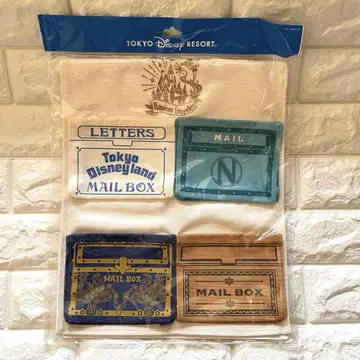 TOKYO Disney RESORT
LETTERS
Tokyo
Disneyland
MAIL BOX
MAIL
N
MAIL BOX
MAIL BOX